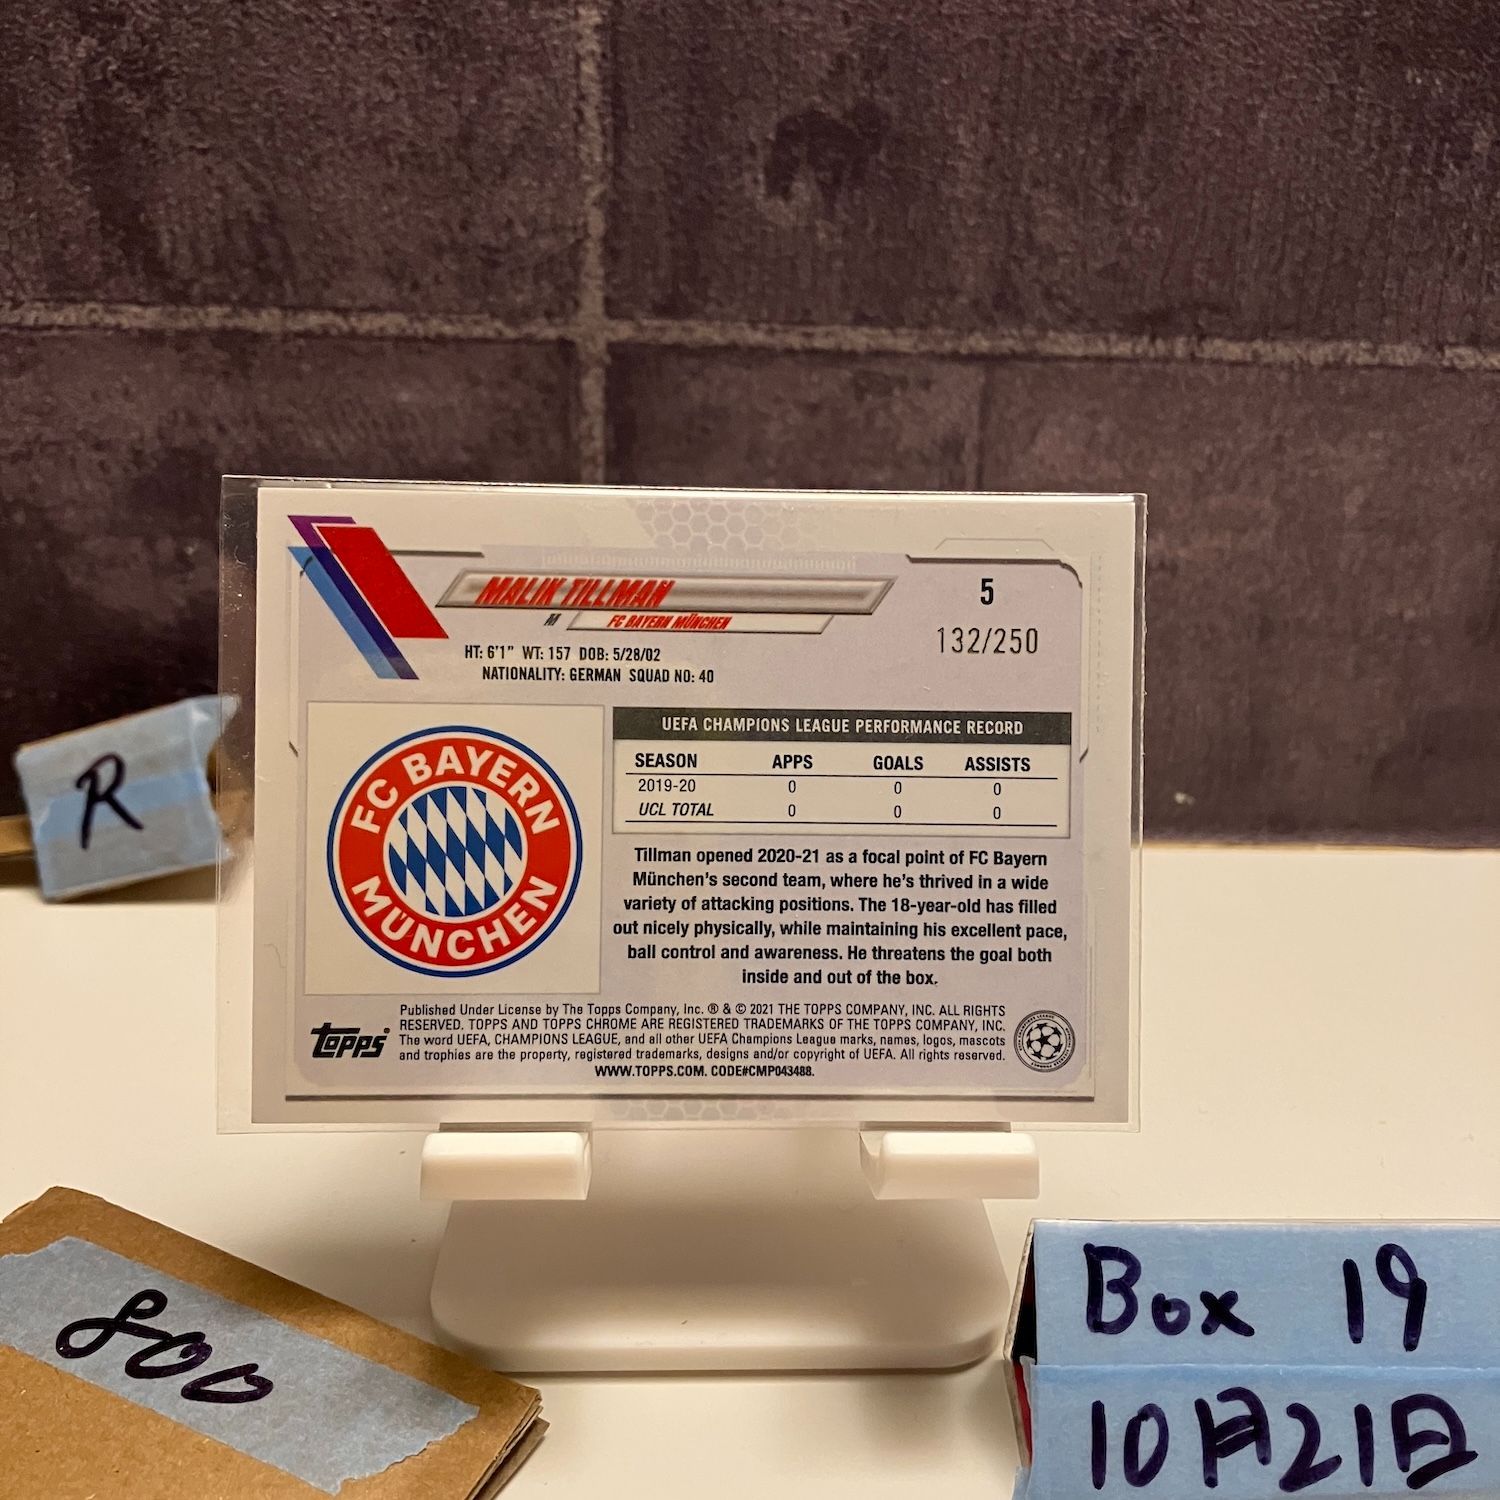 MALIK TILLMAN
M
FC BAYERN MÜNCHEN
5
132/250
HT: 6'1" WT: 157 DOB: 5/28/02
NATIONALITY: GERMAN SQUAD NO: 40
FC BAYERN
MÜNCHEN
UEFA CHAMPIONS LEAGUE PERFORMANCE RECORD
SEASON APPS GOALS ASSISTS
2019-20 0 0 0
UCL TOTAL 0 0 0
Tillman opened 2020-21 as a focal point of FC Bayern
München's second team, where he's thrived in a wide
variety of attacking positions. The 18-year-old has filled
out nicely physically, while maintaining his excellent pace,
ball control and awareness. He threatens the goal both
inside and out of the box.
topps
Published Under License by The Topps Company, Inc. ® & © 2021 THE TOPPS COMPANY, INC. ALL RIGHTS
RESERVED. TOPPS AND TOPPS CHROME ARE REGISTERED TRADEMARKS OF THE TOPPS COMPANY, INC.
The word UEFA, CHAMPIONS LEAGUE, and all other UEFA Champions League marks, names, logos, mascots
and trophies are the property, registered trademarks, designs and/or copyright of UEFA. All rights reserved.
WWW.TOPPS.COM. CODE#CMP043488.
R
800
Box 19
10月21日